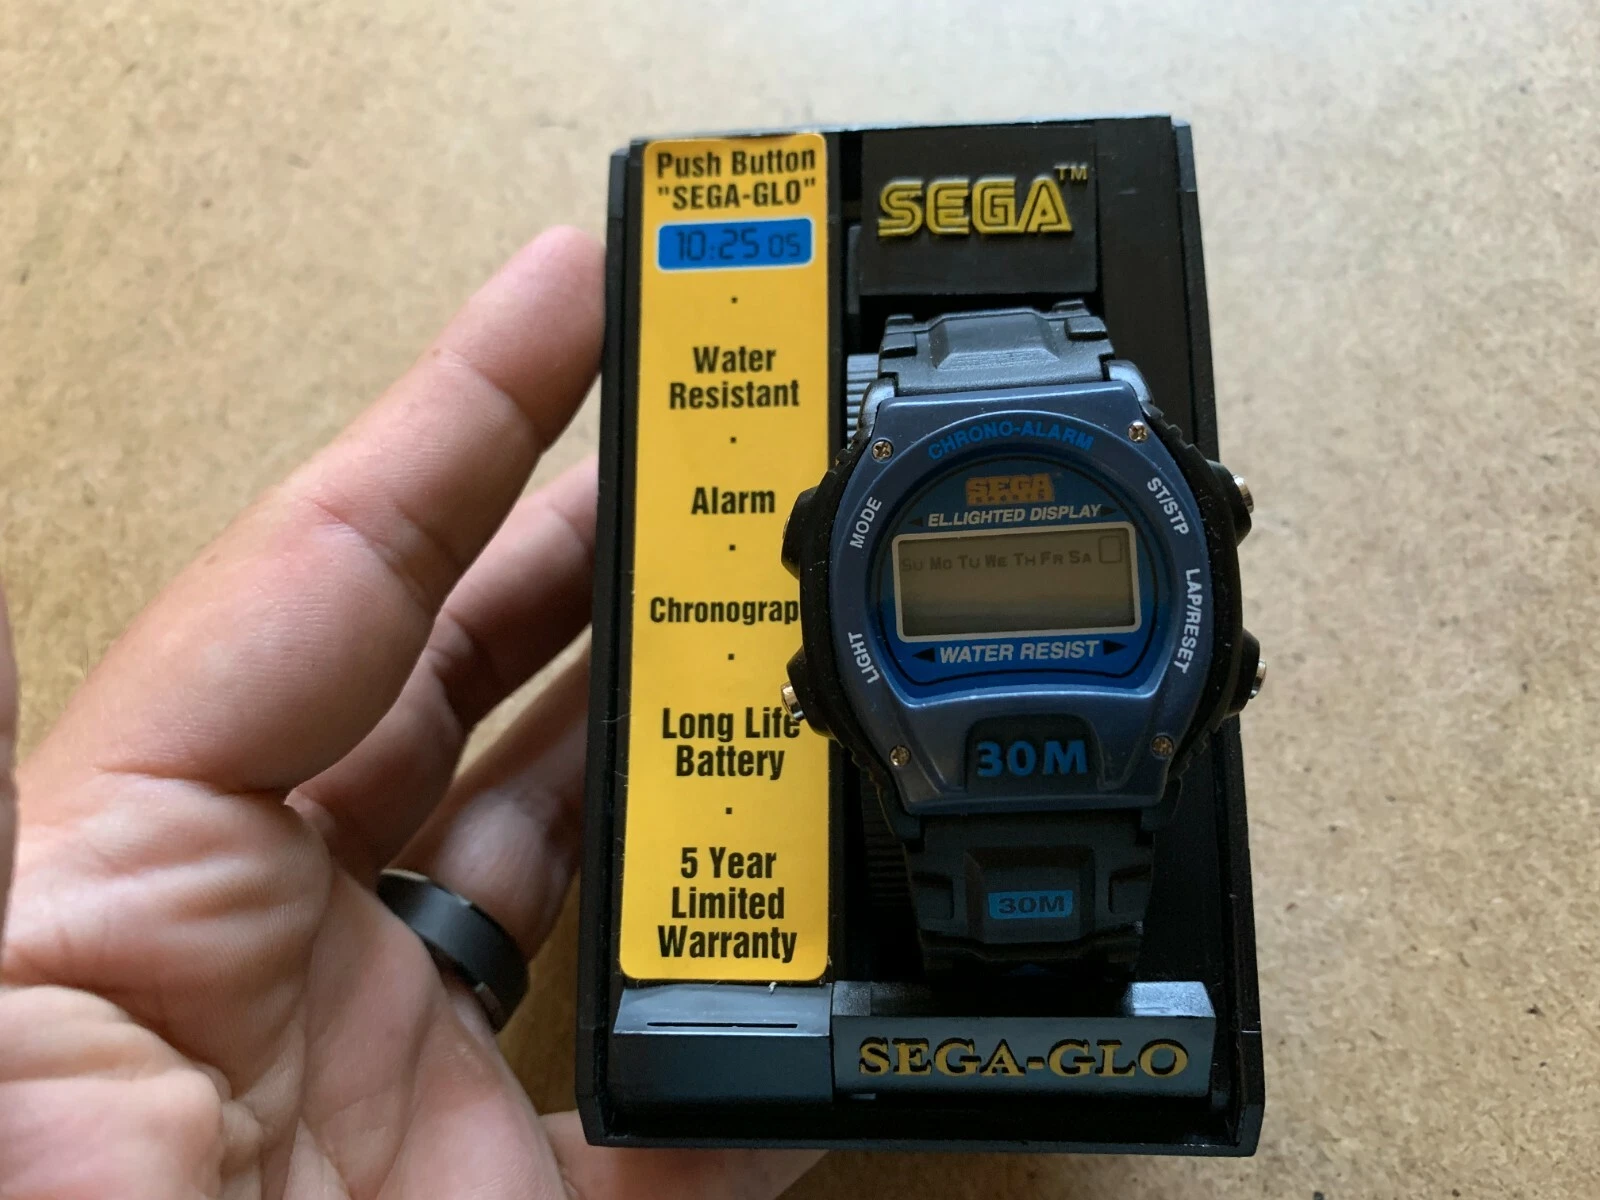 Push Button
"SEGA-GLO"
10:25 05
Water
Resistant
Alarm
Chronograp
Long Life
Battery
5 Year
Limited
Warranty
SEGA™
CHRONO-ALARM
SEGA
EL.LIGHTED DISPLAY
MODE
ST/STP
SU MO TU WE TH FR SA
LIGHT
LAP/RESET
WATER RESIST
30M
30M
SEGA-GLO